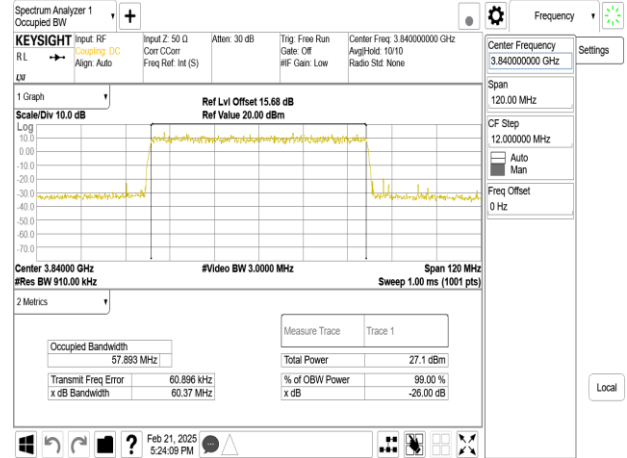 Spectrum Analyzer 1
Occupied BW
Frequency
KEYSIGHT
RL
LXI
Input: RF
Coupling: DC
Align: Auto
Input Z: 50 Ω
Corr CCorr
Freq Ref: Int (S)
Atten: 30 dB
Trig: Free Run
Gate: Off
#IF Gain: Low
Center Freq: 3.840000000 GHz
Avg|Hold: 10/10
Radio Std: None
Center Frequency
3.840000000 GHz
Settings
Span
120.00 MHz
CF Step
12.000000 MHz
Auto
Man
Freq Offset
0 Hz
Local
1 Graph
Scale/Div 10.0 dB
Ref Lvl Offset 15.68 dB
Ref Value 20.00 dBm
Log
10.0
0.00
-10.0
-20.0
-30.0
-40.0
-50.0
-60.0
-70.0
Center 3.84000 GHz
#Res BW 910.00 kHz
#Video BW 3.0000 MHz
Span 120 MHz
Sweep 1.00 ms (1001 pts)
2 Metrics
Measure Trace Trace 1
Occupied Bandwidth
57.893 MHz
Total Power 27.1 dBm
Transmit Freq Error 60.896 kHz
% of OBW Power 99.00 %
x dB Bandwidth 60.37 MHz
x dB -26.00 dB
?
Feb 21, 2025
5:24:09 PM